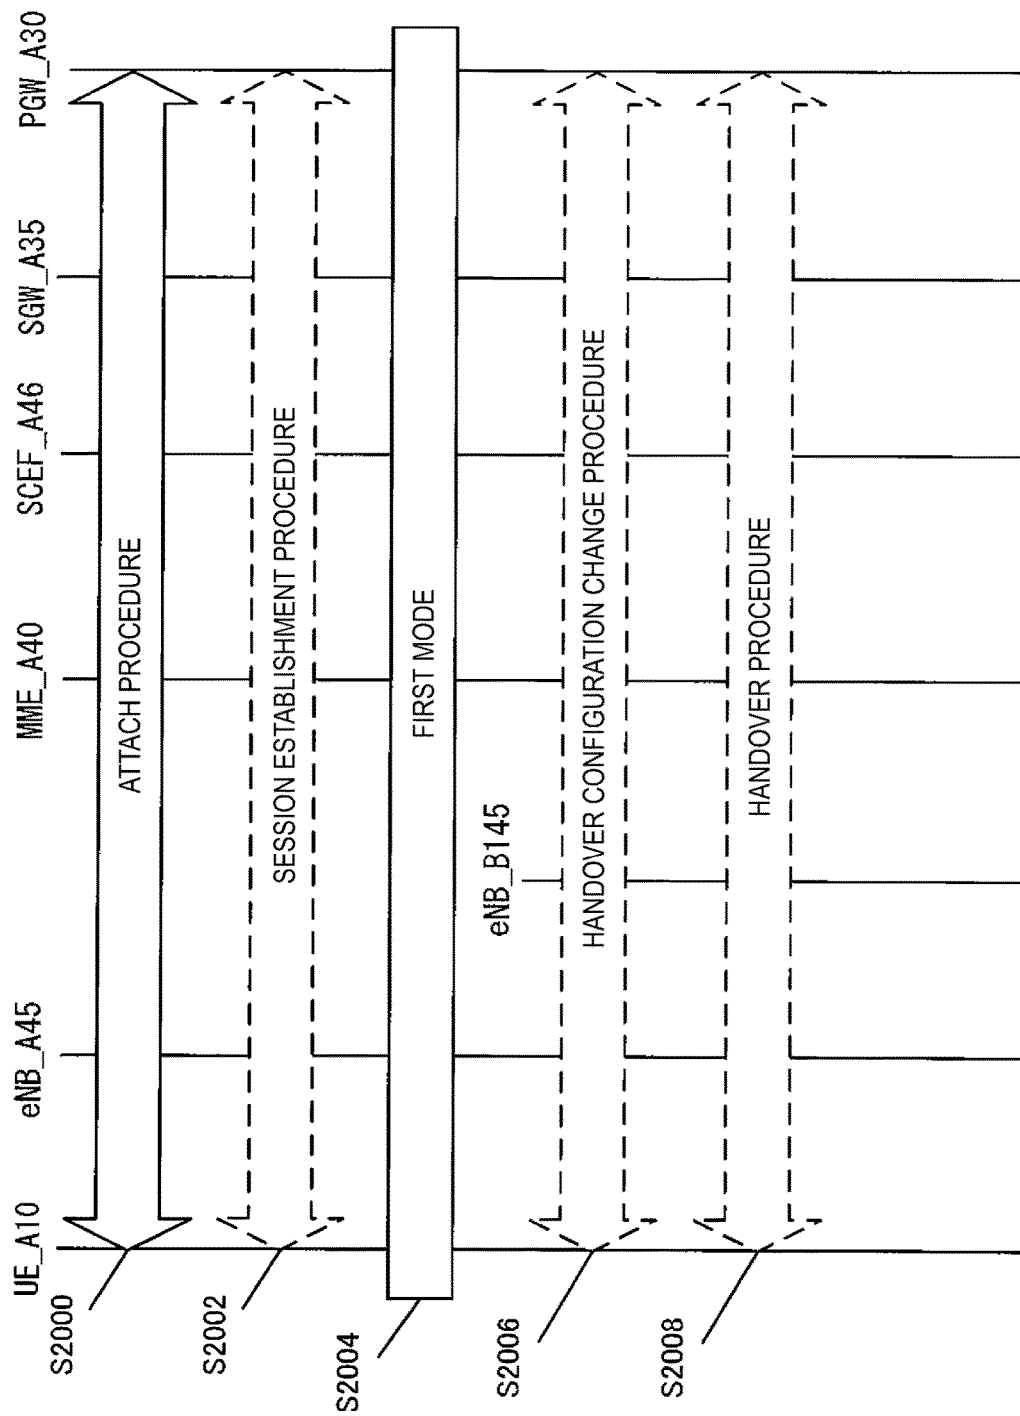 UE_A10
eNB_A45
MME_A40
SCEF_A46
SGW_A35
PGW_A30
S2000
ATTACH PROCEDURE
S2002
SESSION ESTABLISHMENT PROCEDURE
S2004
FIRST MODE
eNB_B145
S2006
HANDOVER CONFIGURATION CHANGE PROCEDURE
S2008
HANDOVER PROCEDURE